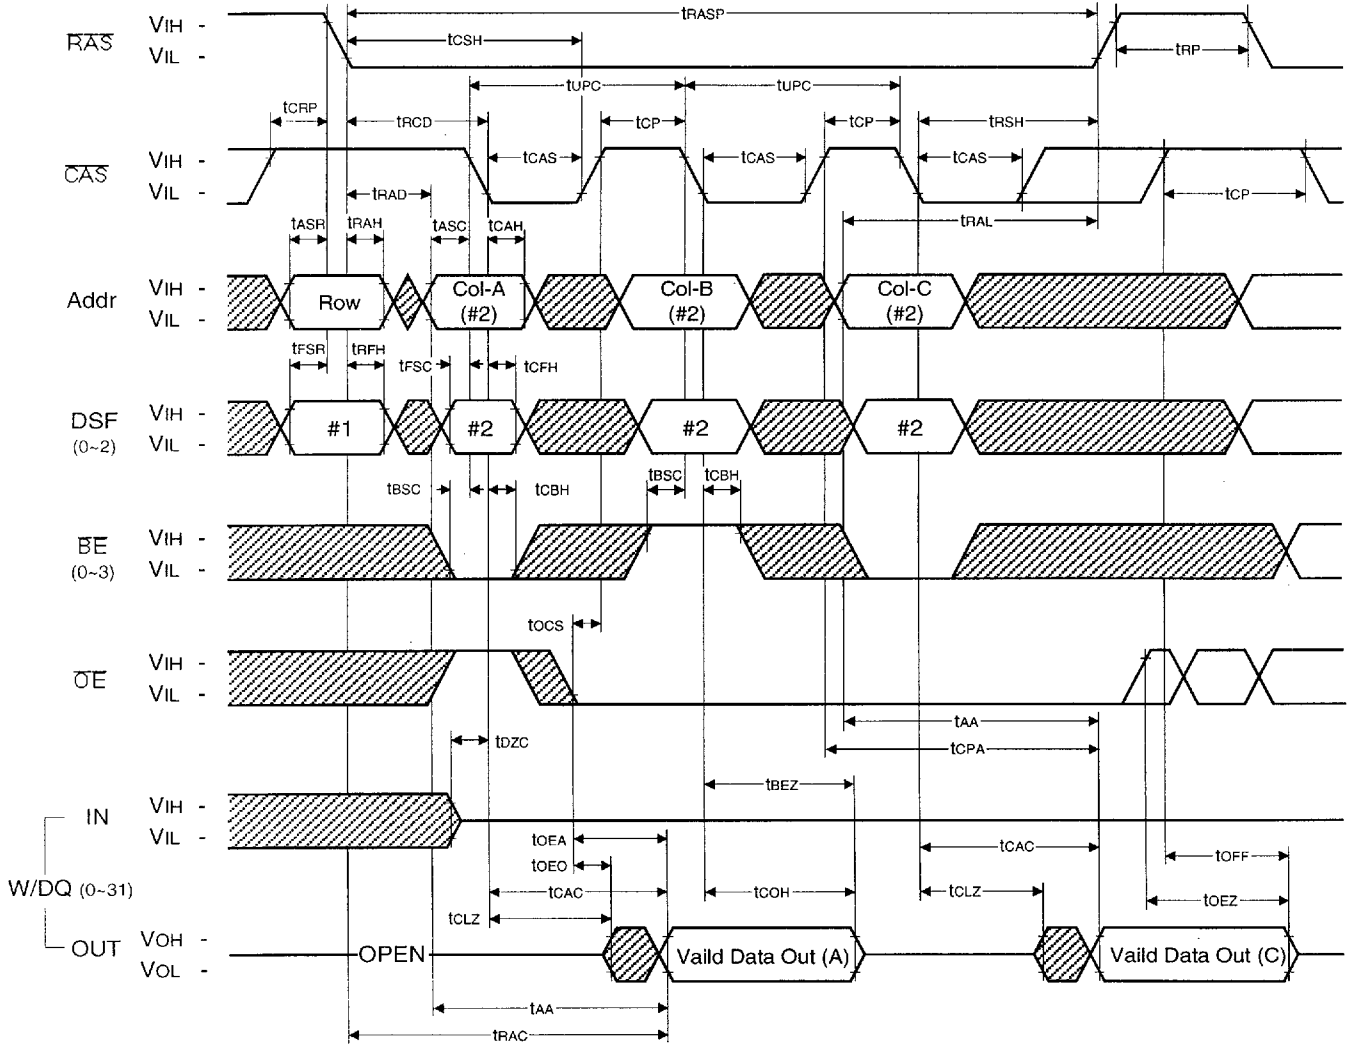 tRASP
RAS VIH -
VIL -
tCSH
tRP
tUPC tUPC
tCRP tRCD tCP tCP tRSH
CAS VIH -
VIL -
tCAS tCAS tCAS
tRAD tCP
tRAL
tASR tRAH tASC tCAH
Addr VIH -
VIL -
Row Col-A (#2) Col-B (#2) Col-C (#2)
tFSR tRFH tFSC tCFH
DSF (0~2) VIH -
VIL -
#1 #2 #2 #2
tBSC tCBH tBSC tCBH
BE (0~3) VIH -
VIL -
tOCS
OE VIH -
VIL -
tAA
tDZC tCPA
tBEZ
W/DQ (0~31)
IN VIH -
VIL -
tOEA tCAC tOFF
tOEO
tCAC tCOH tCLZ tOEZ
tCLZ
OUT VOH -
VOL -
OPEN Vaild Data Out (A) Vaild Data Out (C)
tAA
tRAC